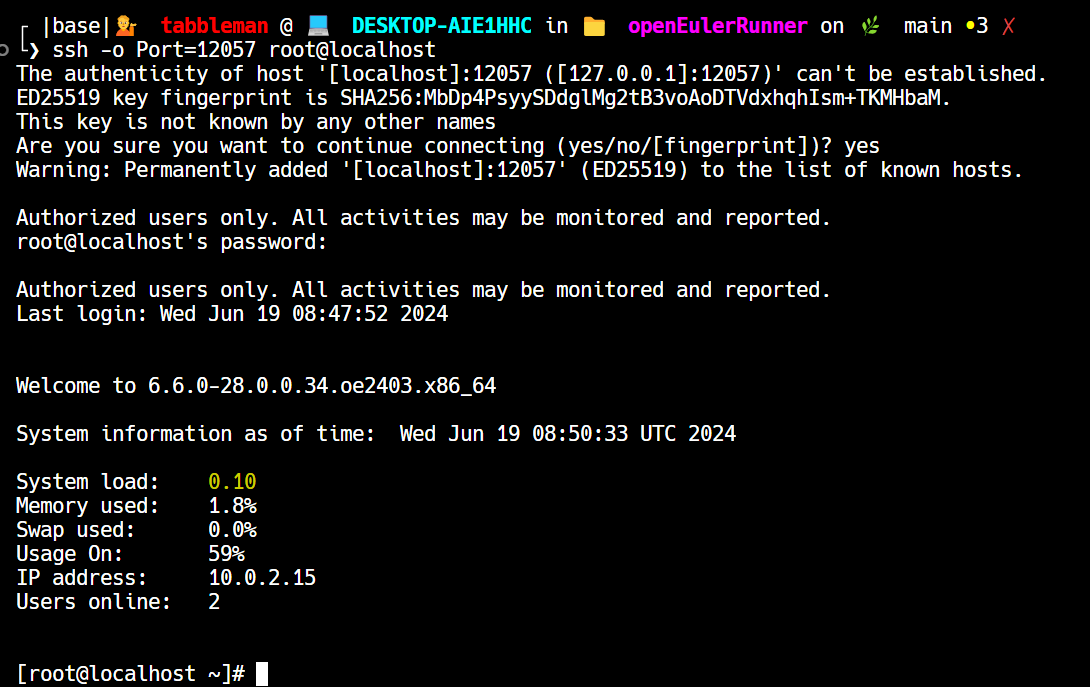 |base| tabbleman @ DESKTOP-AIE1HHC in openEulerRunner on main •3 ✗
❯ ssh -o Port=12057 root@localhost
The authenticity of host '[localhost]:12057 ([127.0.0.1]:12057)' can't be established.
ED25519 key fingerprint is SHA256:MbDp4PsyySDdglMg2tB3voAoDTVdxhqhIsm+TKMHbaM.
This key is not known by any other names
Are you sure you want to continue connecting (yes/no/[fingerprint])? yes
Warning: Permanently added '[localhost]:12057' (ED25519) to the list of known hosts.
Authorized users only. All activities may be monitored and reported.
root@localhost's password:
Authorized users only. All activities may be monitored and reported.
Last login: Wed Jun 19 08:47:52 2024
Welcome to 6.6.0-28.0.0.34.oe2403.x86_64
System information as of time:  Wed Jun 19 08:50:33 UTC 2024
System load:    0.10
Memory used:    1.8%
Swap used:      0.0%
Usage On:       59%
IP address:     10.0.2.15
Users online:   2
[root@localhost ~]#